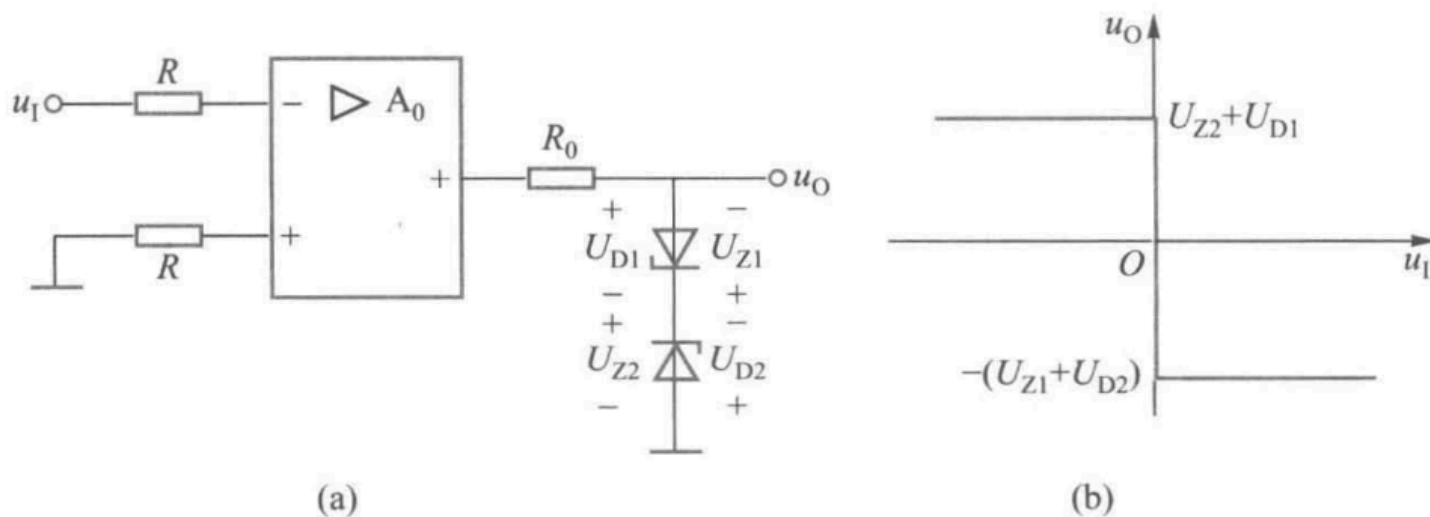 R
u_I
− ▷ A_0
R_0
+
u_O
+
R
+ −
U_D1 U_Z1
− +
+ −
U_Z2 U_D2
− +
(a)
u_O
U_Z2+U_D1
O
u_I
−(U_Z1+U_D2)
(b)